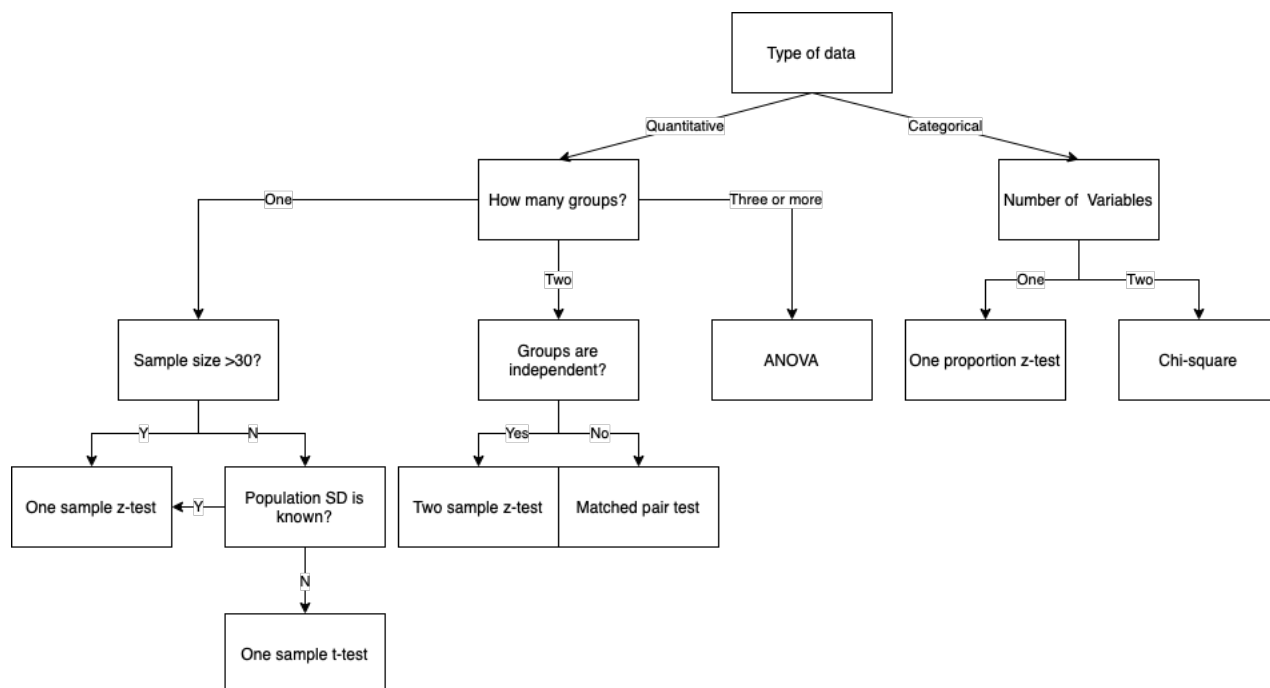 Type of data
Quantitative
Categorical
How many groups?
Number of Variables
One
Three or more
Two
One
Two
Sample size >30?
Groups are
independent?
ANOVA
One proportion z-test
Chi-square
Y
N
Yes
No
One sample z-test
Y
Population SD is
known?
Two sample z-test
Matched pair test
N
One sample t-test